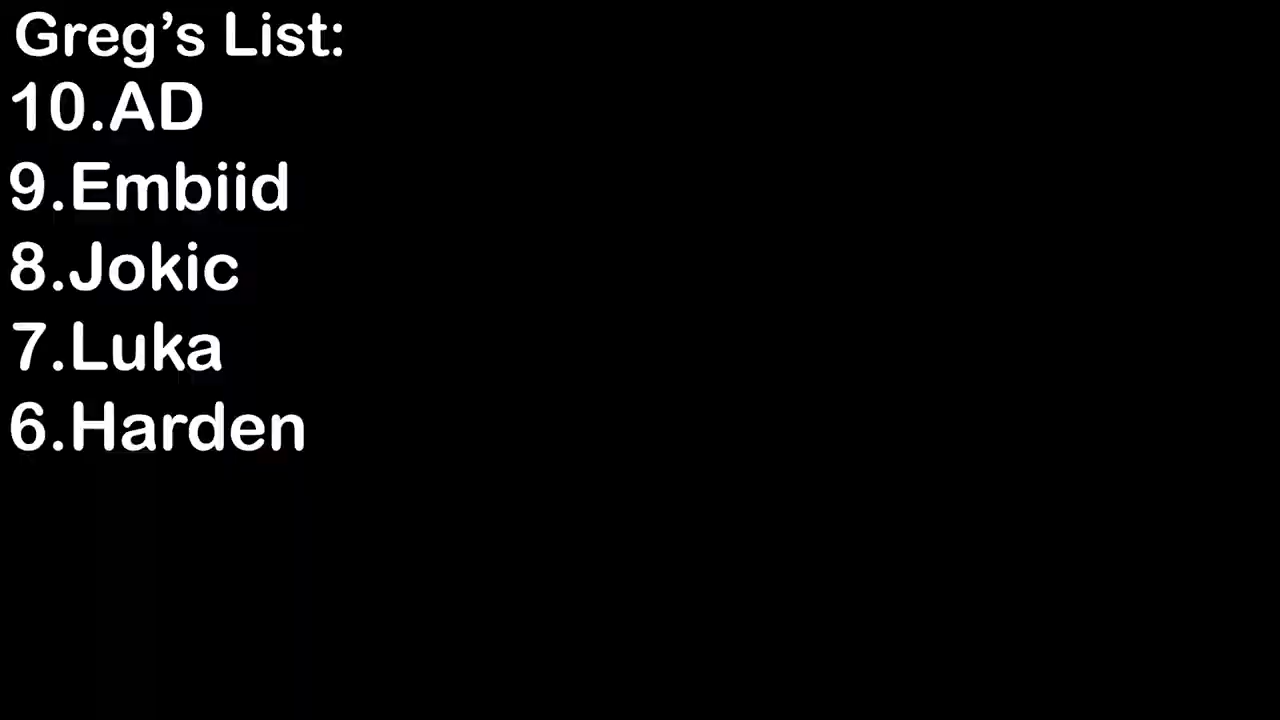 Greg’s List:
10.AD
9.Embiid
8.Jokic
7.Luka
6.Harden